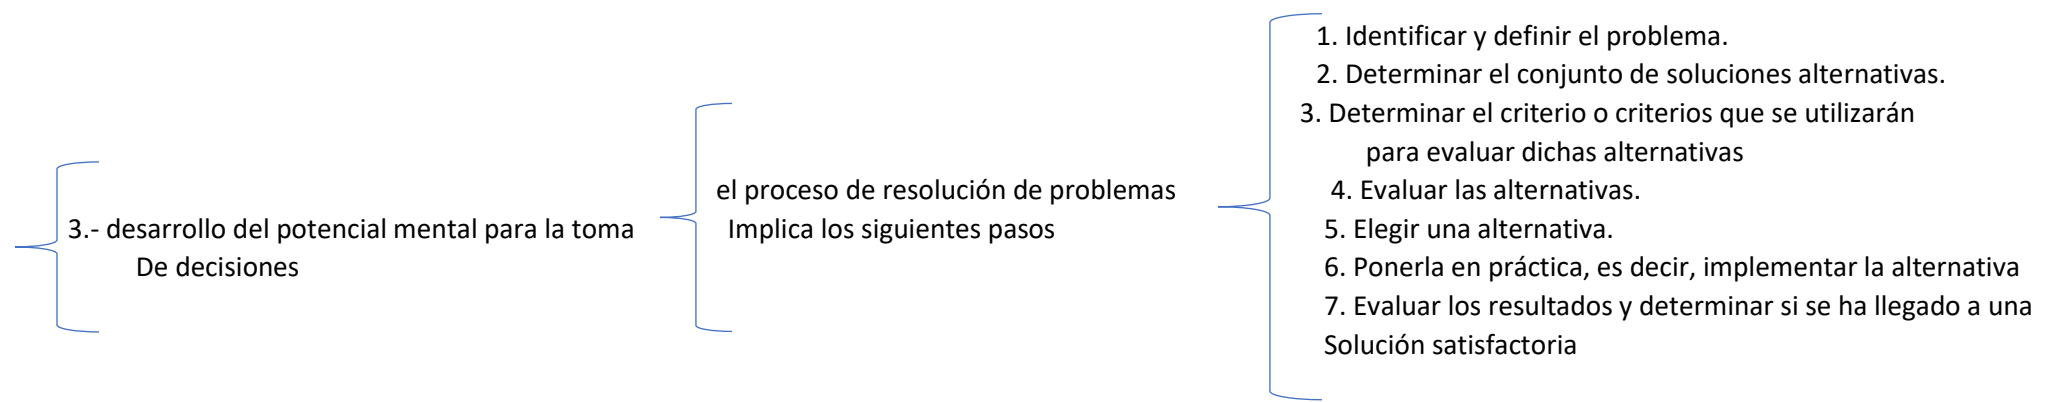 3.- desarrollo del potencial mental para la toma
De decisiones
el proceso de resolución de problemas
Implica los siguientes pasos
1. Identificar y definir el problema.
2. Determinar el conjunto de soluciones alternativas.
3. Determinar el criterio o criterios que se utilizarán
para evaluar dichas alternativas
4. Evaluar las alternativas.
5. Elegir una alternativa.
6. Ponerla en práctica, es decir, implementar la alternativa
7. Evaluar los resultados y determinar si se ha llegado a una
Solución satisfactoria